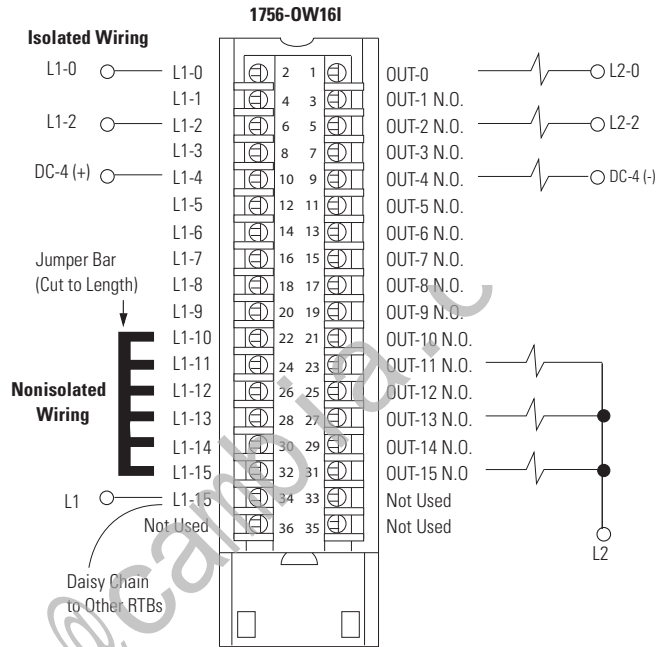 1756-OW16I
Isolated Wiring
L1-0 L1-0 2 1 OUT-0 L2-0
L1-1 4 3 OUT-1 N.O.
L1-2 L1-2 6 5 OUT-2 N.O. L2-2
L1-3 8 7 OUT-3 N.O.
DC-4 (+) L1-4 10 9 OUT-4 N.O. DC-4 (-)
L1-5 12 11 OUT-5 N.O.
L1-6 14 13 OUT-6 N.O.
Jumper Bar
(Cut to Length)
L1-7 16 15 OUT-7 N.O.
L1-8 18 17 OUT-8 N.O.
L1-9 20 19 OUT-9 N.O.
L1-10 22 21 OUT-10 N.O.
L1-11 24 23 OUT-11 N.O.
Nonisolated
Wiring
L1-12 26 25 OUT-12 N.O.
L1-13 28 27 OUT-13 N.O.
L1-14 30 29 OUT-14 N.O.
L1-15 32 31 OUT-15 N.O
L1 L1-15 34 33 Not Used
Not Used 36 35 Not Used
L2
Daisy Chain
to Other RTBs
@cambia.c